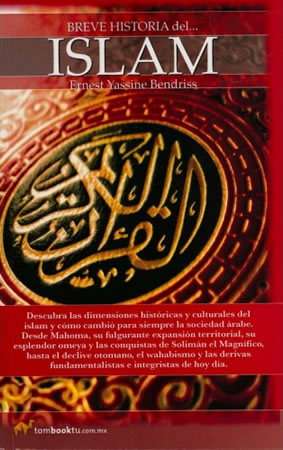 BREVE HISTORIA del...
ISLAM
Ernest Yassine Bendriss
القرآن الكريم
Descubra las dimensiones históricas y culturales del
islam y cómo cambió para siempre la sociedad árabe.
Desde Mahoma, su fulgurante expansión territorial, su
esplendor omeya y las conquistas de Solimán el Magnífico,
hasta el declive otomano, el wahabismo y las derivas
fundamentalistas e integristas de hoy día.
tombooktu.com.mx